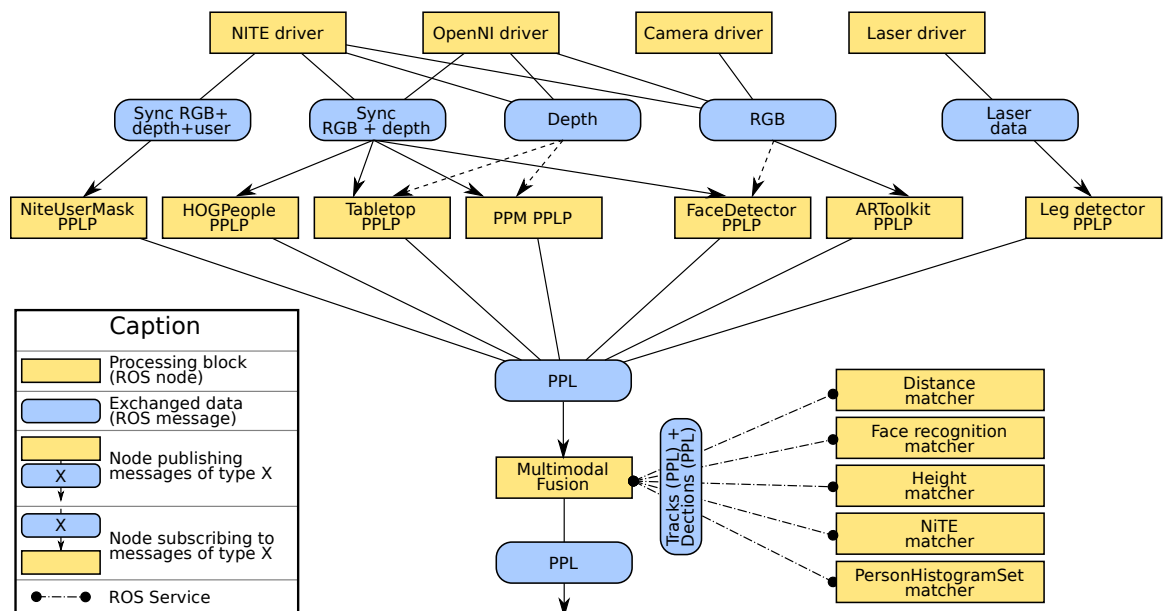 NITE driver
OpenNI driver
Camera driver
Laser driver
Sync RGB+
depth+user
Sync
RGB + depth
Depth
RGB
Laser
data
NiteUserMask
PPLP
HOGPeople
PPLP
Tabletop
PPLP
PPM PPLP
FaceDetector
PPLP
ARToolkit
PPLP
Leg detector
PPLP
Caption
Processing block
(ROS node)
Exchanged data
(ROS message)
X
Node publishing
messages of type X
X
Node subscribing to
messages of type X
ROS Service
PPL
Multimodal
Fusion
PPL
Tracks (PPL) +
Dections (PPL)
Distance
matcher
Face recognition
matcher
Height
matcher
NiTE
matcher
PersonHistogramSet
matcher